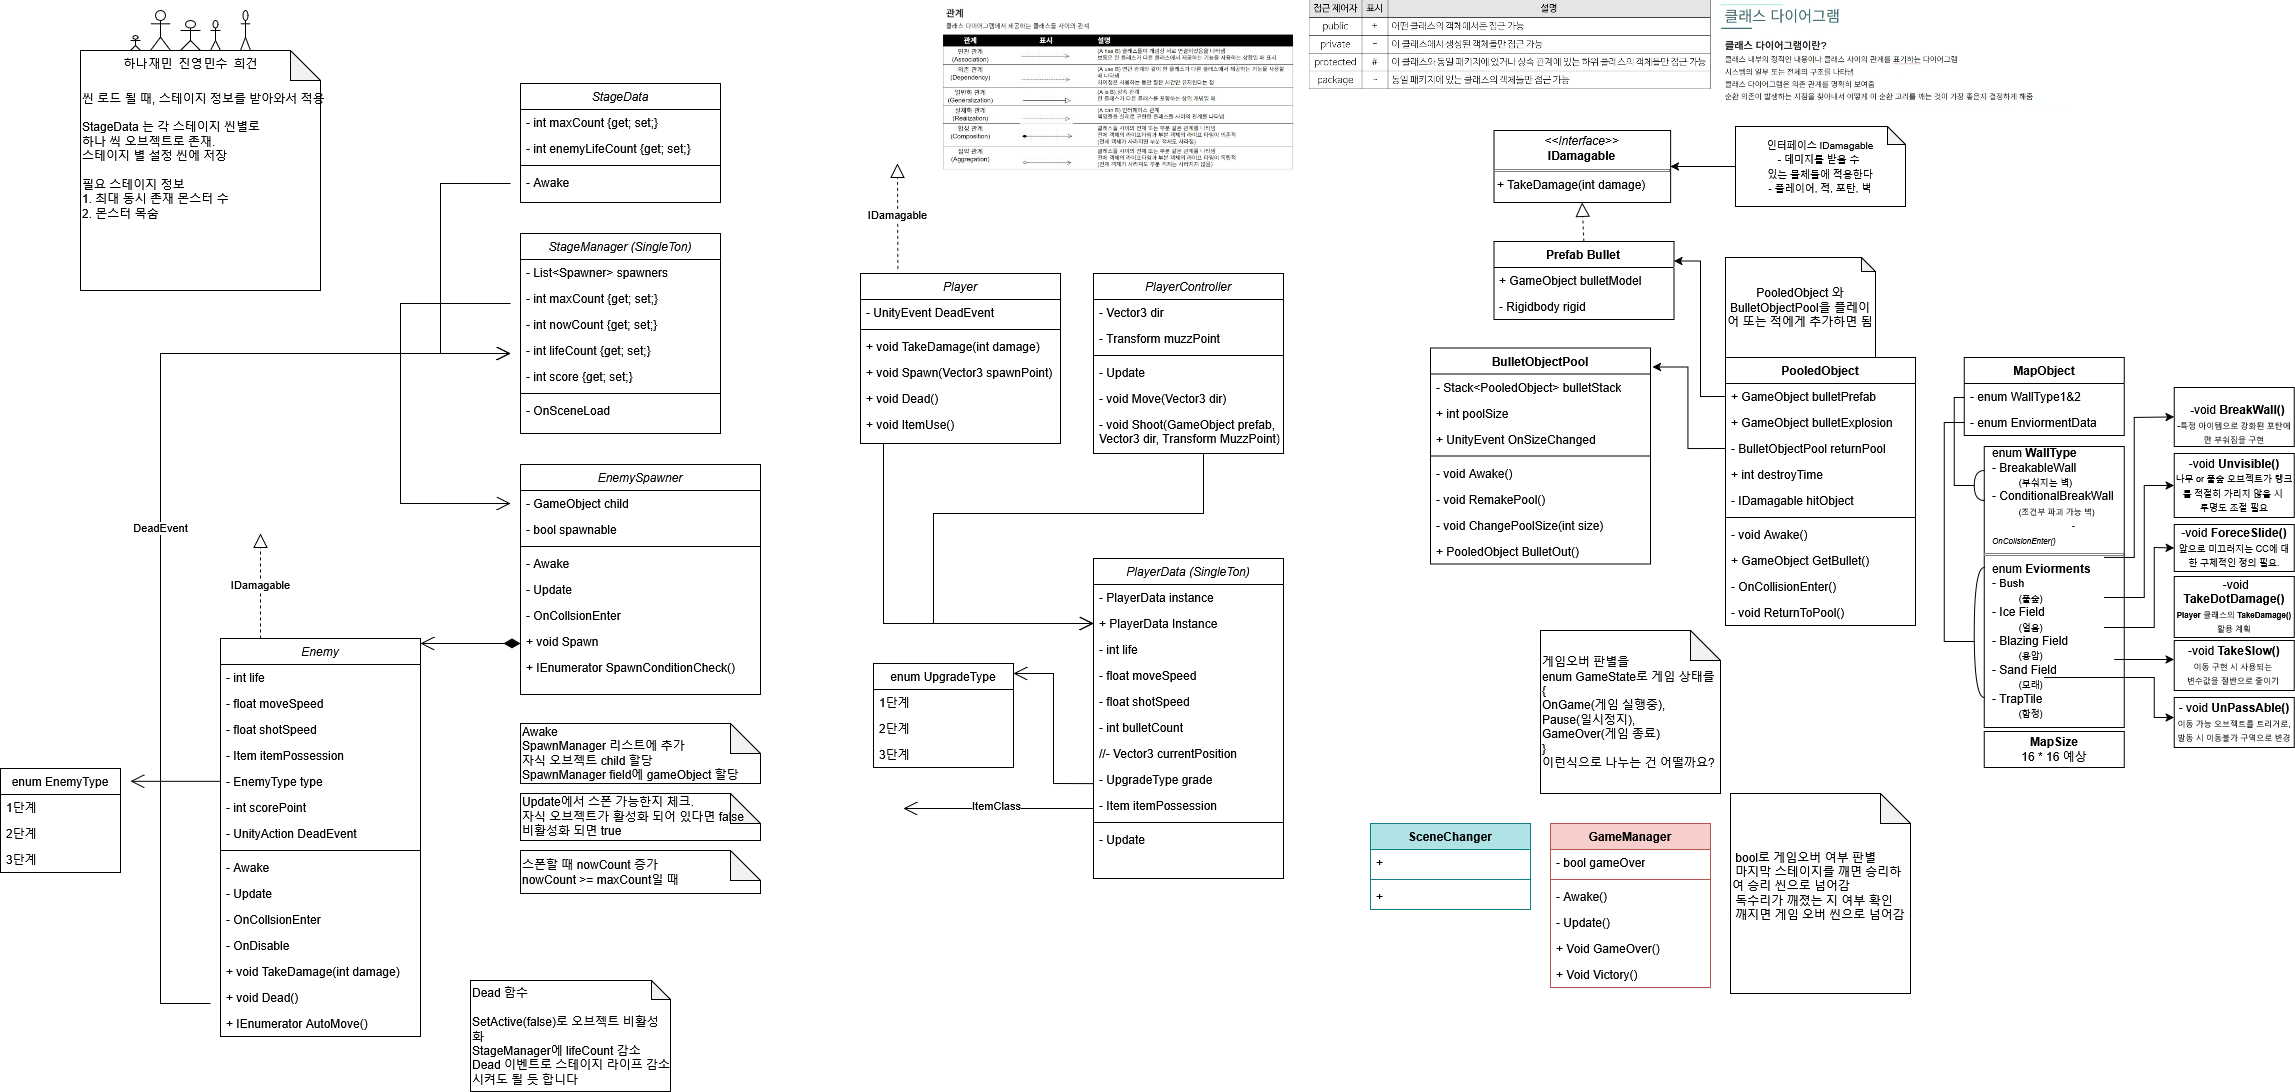 하나재민 진영민수 희건
씬 로드 될 때, 스테이지 정보를 받아와서 적용
StageData 는 각 스테이지 씬별로
하나 씩 오브젝트로 존재.
스테이지 별 설정 씬에 저장
필요 스테이지 정보
1. 최대 동시 존재 몬스터 수
2. 몬스터 목숨
StageData
- int maxCount {get; set;}
- int enemyLifeCount {get; set;}
- Awake
StageManager (SingleTon)
- List<Spawner> spawners
- int maxCount {get; set;}
- int nowCount {get; set;}
- int lifeCount {get; set;}
- int score {get; set;}
- OnSceneLoad
EnemySpawner
- GameObject child
- bool spawnable
- Awake
- Update
- OnCollsionEnter
+ void Spawn
+ IEnumerator SpawnConditionCheck()
DeadEvent
IDamagable
Enemy
- int life
- float moveSpeed
- float shotSpeed
- Item itemPossession
- EnemyType type
- int scorePoint
- UnityAction DeadEvent
- Awake
- Update
- OnCollsionEnter
- OnDisable
+ void TakeDamage(int damage)
+ void Dead()
+ IEnumerator AutoMove()
enum EnemyType
1단계
2단계
3단계
Awake
SpawnManager 리스트에 추가
자식 오브젝트 child 할당
SpawnManager field에 gameObject 할당
Update에서 스폰 가능한지 체크.
자식 오브젝트가 활성화 되어 있다면 false
비활성화 되면 true
스폰할 때 nowCount 증가
nowCount >= maxCount일 때
Dead 함수
SetActive(false)로 오브젝트 비활성
화
StageManager에 lifeCount 감소
Dead 이벤트로 스테이지 라이프 감소
시켜도 될 듯 합니다
관계
클래스 다이어그램에서 제공하는 클래스들 사이의 관계
관계 표시 설명
연관 관계
(Association)
의존 관계
(Dependency)
일반화 관계
(Generalization)
(A is B) 상속 관계
실체화 관계
(Realization)
(A can B) 인터페이스 관계
합성 관계
(Composition)
집약 관계
(Aggregation)
IDamagable
Player
- UnityEvent DeadEvent
+ void TakeDamage(int damage)
+ void Spawn(Vector3 spawnPoint)
+ void Dead()
+ void ItemUse()
PlayerController
- Vector3 dir
- Transform muzzPoint
- Update
- void Move(Vector3 dir)
- void Shoot(GameObject prefab,
Vector3 dir, Transform MuzzPoint)
PlayerData (SingleTon)
- PlayerData instance
+ PlayerData Instance
- int life
- float moveSpeed
- float shotSpeed
- int bulletCount
//- Vector3 currentPosition
- UpgradeType grade
- Item itemPossession
- Update
enum UpgradeType
1단계
2단계
3단계
ItemClass
접근 제어자 표시 설명
public + 어떤 클래스의 객체에서든 접근 가능
private − 이 클래스에서 생성된 객체들만 접근 가능
protected # 이 클래스와 동일 패키지에 있거나 상속 관계에 있는 하위 클래스의 객체들만 접근 가능
package ~ 동일 패키지에 있는 클래스의 객체들만 접근 가능
클래스 다이어그램
클래스 다이어그램이란?
클래스 내부의 정적인 내용이나 클래스 사이의 관계를 표기하는 다이어그램
시스템의 일부 또는 전체의 구조를 나타냄
클래스 다이어그램은 의존 관계를 명확히 보여줌
순환 의존이 발생하는 지점을 찾아내서 어떻게 이 순환 고리를 깨는 것이 가장 좋은지 결정하게 해줌
<<Interface>>
IDamagable
+ TakeDamage(int damage)
인터페이스 IDamagable
- 데미지를 받을 수
있는 물체들에 적용한다
- 플레이어, 적, 포탄, 벽
Prefab Bullet
+ GameObject bulletModel
- Rigidbody rigid
PooledObject 와
BulletObjectPool을 플레이
어 또는 적에게 추가하면 됨
BulletObjectPool
- Stack<PooledObject> bulletStack
+ int poolSize
+ UnityEvent OnSizeChanged
- void Awake()
- void RemakePool()
- void ChangePoolSize(int size)
+ PooledObject BulletOut()
PooledObject
+ GameObject bulletPrefab
+ GameObject bulletExplosion
- BulletObjectPool returnPool
+ int destroyTime
- IDamagable hitObject
- void Awake()
+ GameObject GetBullet()
- OnCollisionEnter()
- void ReturnToPool()
MapObject
- enum WallType1&2
- enum EnviormentData
enum WallType
- BreakableWall
(부숴지는 벽)
- ConditionalBreakWall
(조건부 파괴 가능 벽)
-
OnCollsionEnter()
enum Eviorments
- Bush
(풀숲)
- Ice Field
(얼음)
- Blazing Field
(용암)
- Sand Field
(모래)
- TrapTile
(함정)
MapSize
16 * 16 예상
-void BreakWall()
-특정 아이템으로 강화된 포탄에
만 부숴짐을 구현
-void Unvisible()
나무 or 풀숲 오브젝트가 탱크
를 적절히 가리지 않을 시
투명도 조절 필요
-void ForeceSlide()
앞으로 미끄러지는 CC에 대
한 구체적인 정의 필요.
-void
TakeDotDamage()
Player 클래스의 TakeDamage()
활용 계획
-void TakeSlow()
이동 구현 시 사용되는
변수값을 절반으로 줄이기
- void UnPassAble()
이동 가능 오브젝트를 트리거로,
발동 시 이동불가 구역으로 변경
게임오버 판별을
enum GameState로 게임 상태를
{
OnGame(게임 실행중),
Pause(일시정지),
GameOver(게임 종료)
}
이런식으로 나누는 건 어떨까요?
SceneChanger
+
+
GameManager
- bool gameOver
- Awake()
- Update()
+ Void GameOver()
+ Void Victory()
bool로 게임오버 여부 판별
마지막 스테이지를 깨면 승리하
여 승리 씬으로 넘어감
독수리가 깨졌는 지 여부 확인
깨지면 게임 오버 씬으로 넘어감